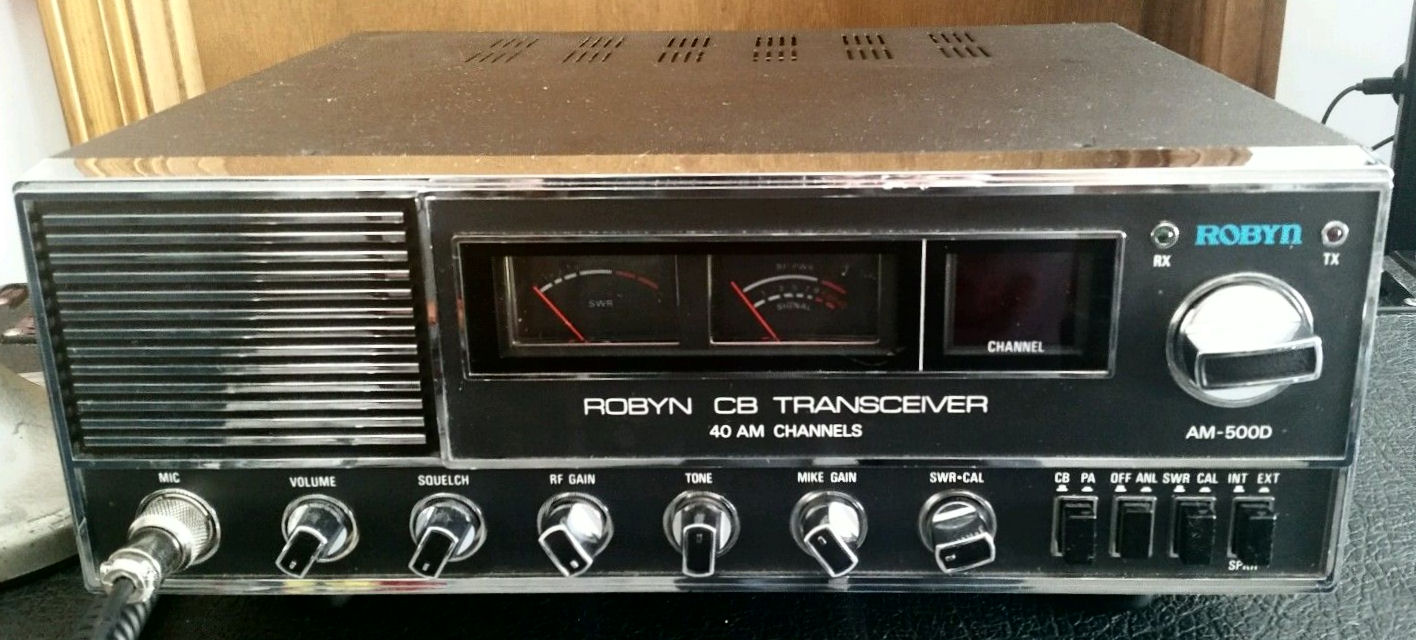 SWR
RF PWR
SIGNAL
CHANNEL
RX
ROBYN
TX
ROBYN CB TRANSCEIVER
40 AM CHANNELS
AM-500D
MIC
VOLUME
SQUELCH
RF GAIN
TONE
MIKE GAIN
SWR•CAL
CB PA
OFF ANL
SWR CAL
INT EXT